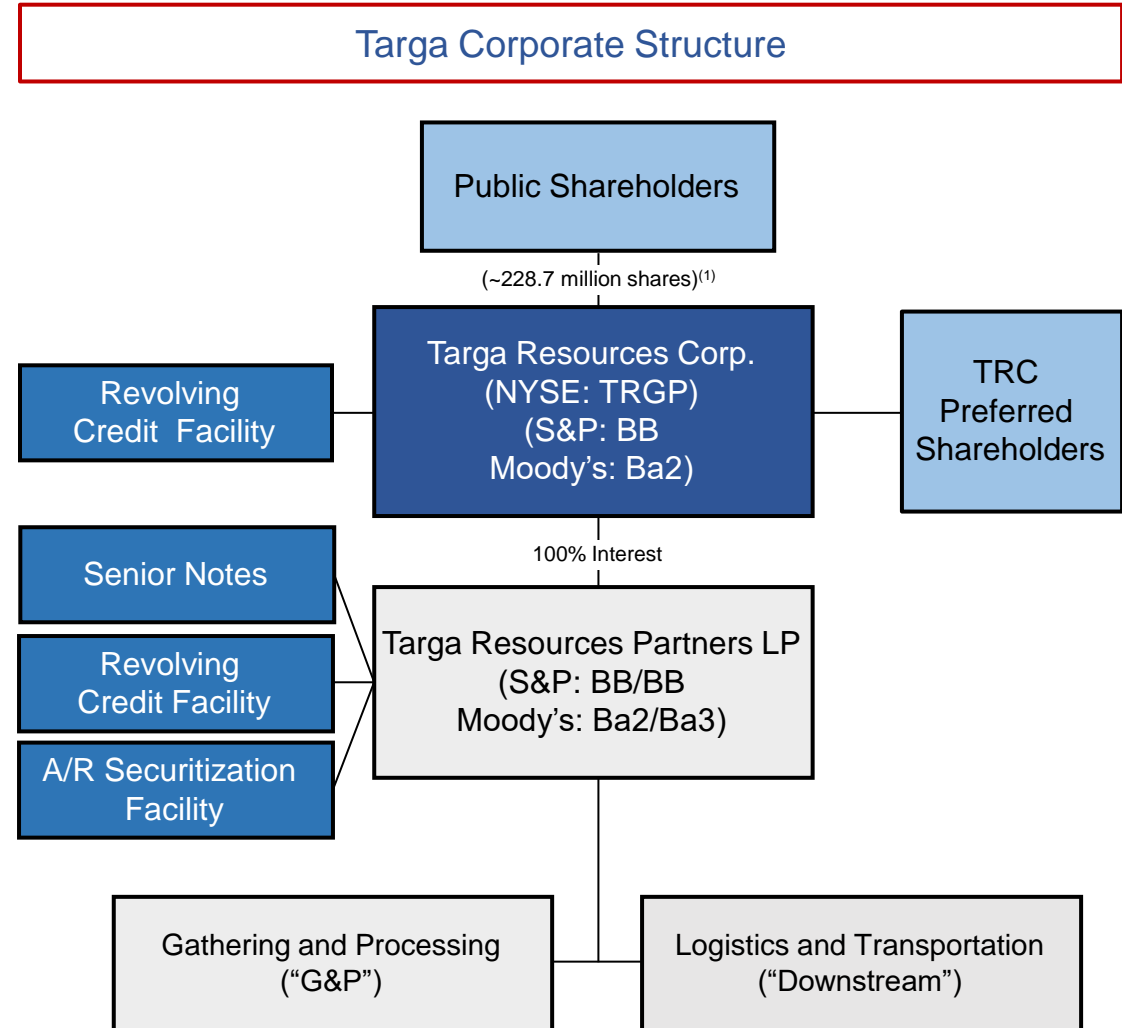 Targa Corporate Structure
Public Shareholders
(~228.7 million shares)(1)
Targa Resources Corp.
(NYSE: TRGP)
(S&P: BB
Moody’s: Ba2)
Revolving
Credit Facility
TRC
Preferred
Shareholders
100% Interest
Senior Notes
Revolving
Credit Facility
A/R Securitization
Facility
Targa Resources Partners LP
(S&P: BB/BB
Moody’s: Ba2/Ba3)
Gathering and Processing
(“G&P”)
Logistics and Transportation
(“Downstream”)